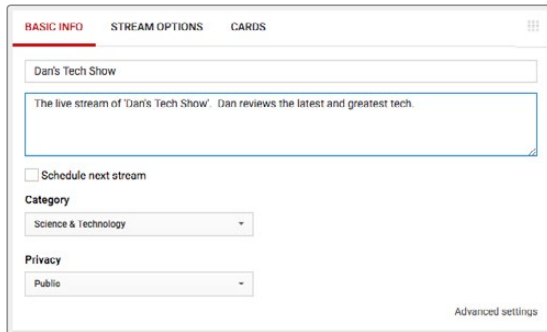 BASIC INFO STREAM OPTIONS CARDS
Dan's Tech Show
The live stream of 'Dan's Tech Show'. Dan reviews the latest and greatest tech.
Schedule next stream
Category
Science & Technology
Privacy
Public
Advanced settings